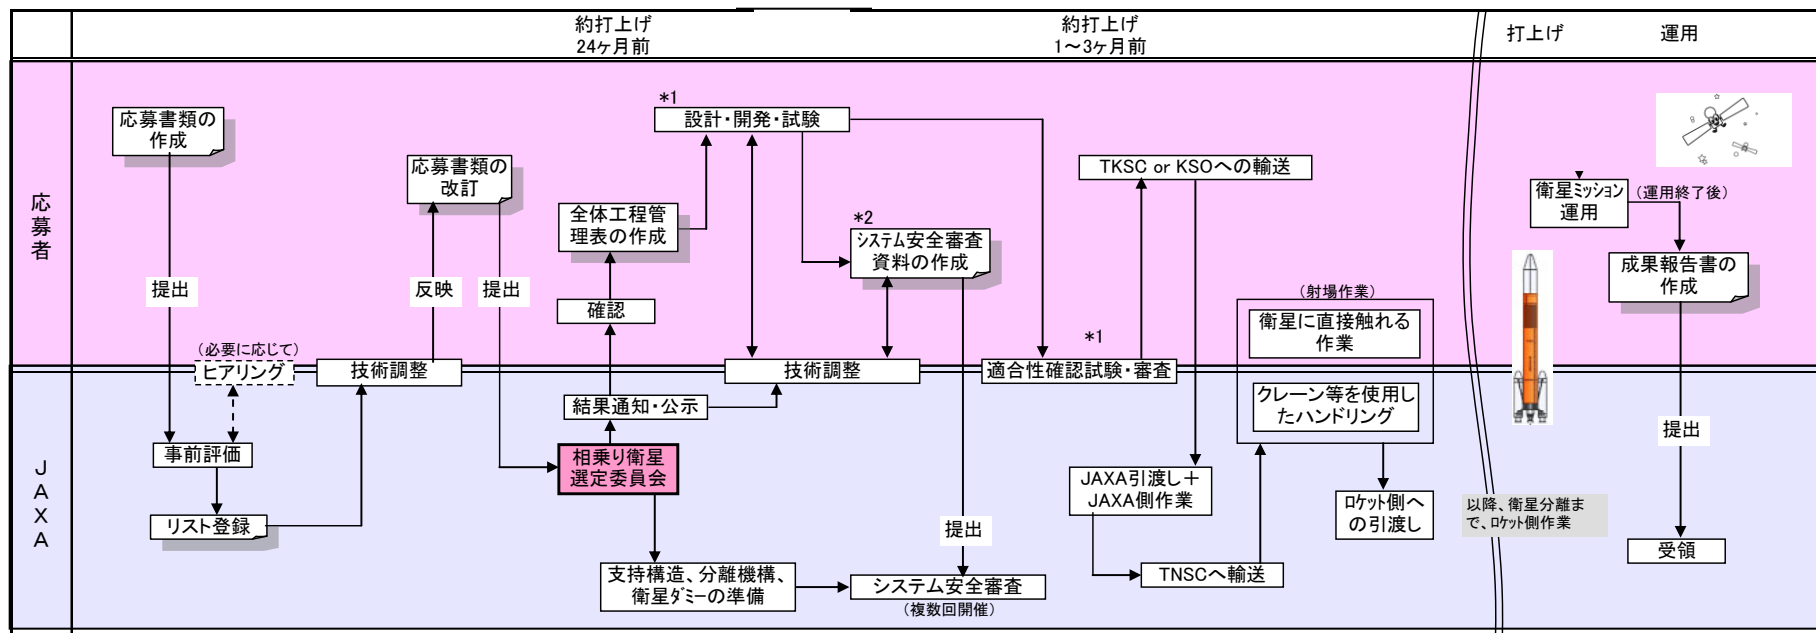 約打上げ
24ヶ月前
約打上げ
1～3ヶ月前
打上げ
運用
応募者
応募書類の
作成
提出
応募書類の
改訂
反映
提出
*1
設計・開発・試験
全体工程管
理表の作成
確認
*2
システム安全審査
資料の作成
TKSC or KSOへの輸送
衛星ミッション
運用
(運用終了後)
成果報告書の
作成
(射場作業)
衛星に直接触れる
作業
クレーン等を使用し
たハンドリング
(必要に応じて)
ヒアリング
技術調整
技術調整
*1
適合性確認試験・審査
JAXA
事前評価
リスト登録
結果通知・公示
相乗り衛星
選定委員会
支持構造、分離機構、
衛星ダミーの準備
提出
システム安全審査
(複数回開催)
JAXA引渡し＋
JAXA側作業
TNSCへ輸送
ロケット側へ
の引渡し
以降、衛星分離ま
で、ロケット側作業
提出
受領